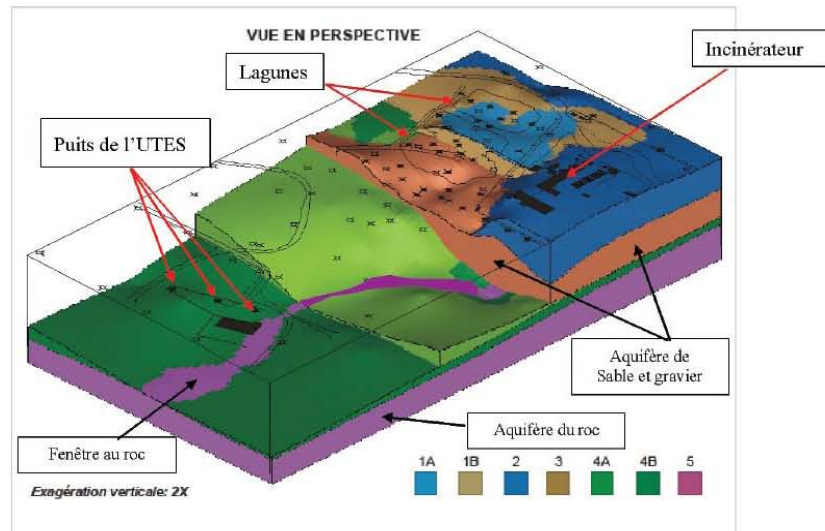 VUE EN PERSPECTIVE
Incinérateur
Lagunes
Puits de l'UTES
Aquifère de
Sable et gravier
Aquifère du roc
Fenêtre au roc
1A 1B 2 3 4A 4B 5
Exagération verticale: 2X